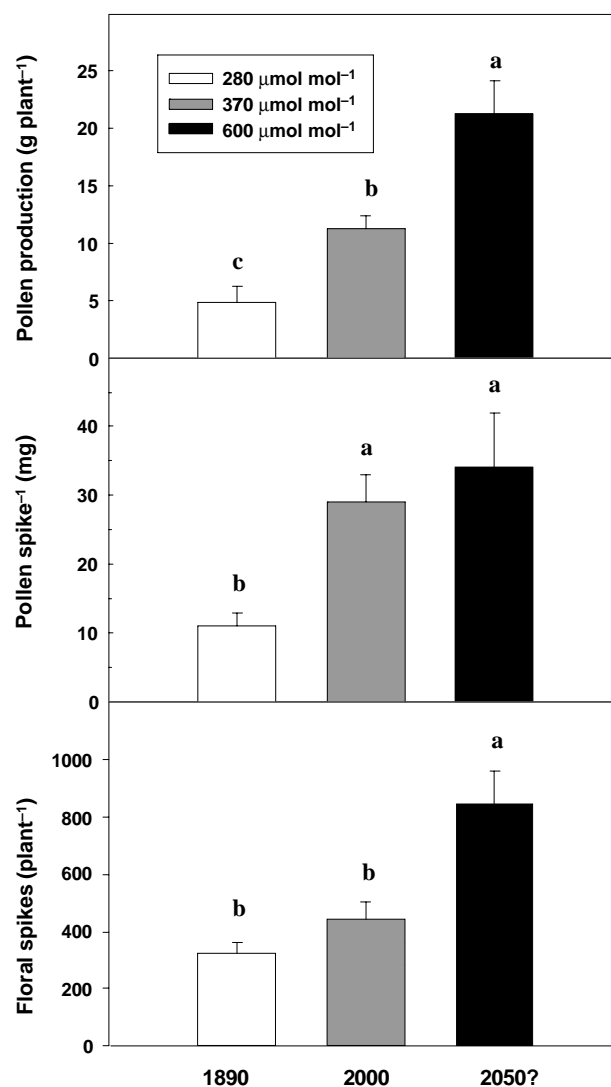 Pollen production (g plant⁻¹)
25
20
15
10
5
0
280 μmol mol⁻¹
370 μmol mol⁻¹
600 μmol mol⁻¹
c
b
a
Pollen spike⁻¹ (mg)
40
30
20
10
0
b
a
a
Floral spikes (plant⁻¹)
1000
800
600
400
200
0
b
b
a
1890 2000 2050?